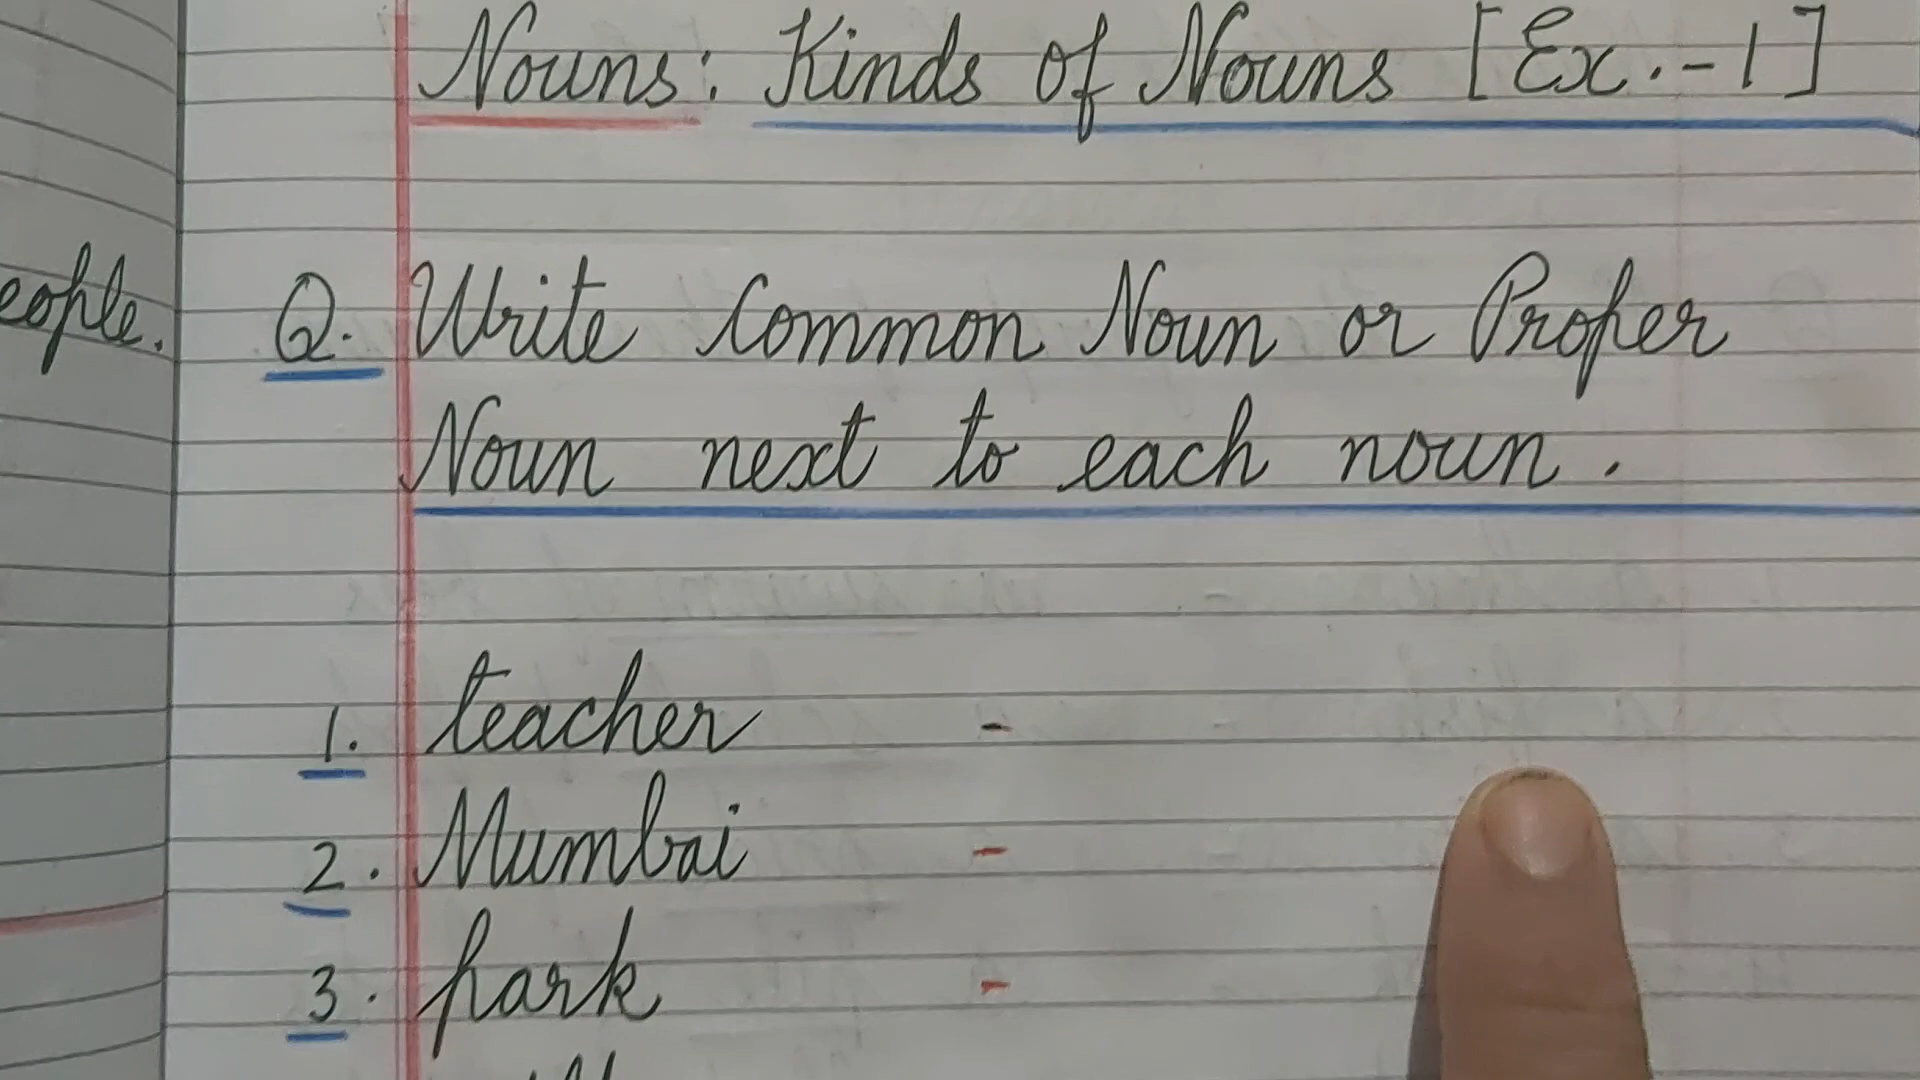 Nouns: Kinds of Nouns [Ex.-1]
eople.
Q. Write Common Noun or Proper
Noun next to each noun.
1. teacher -
2. Mumbai -
3. park -